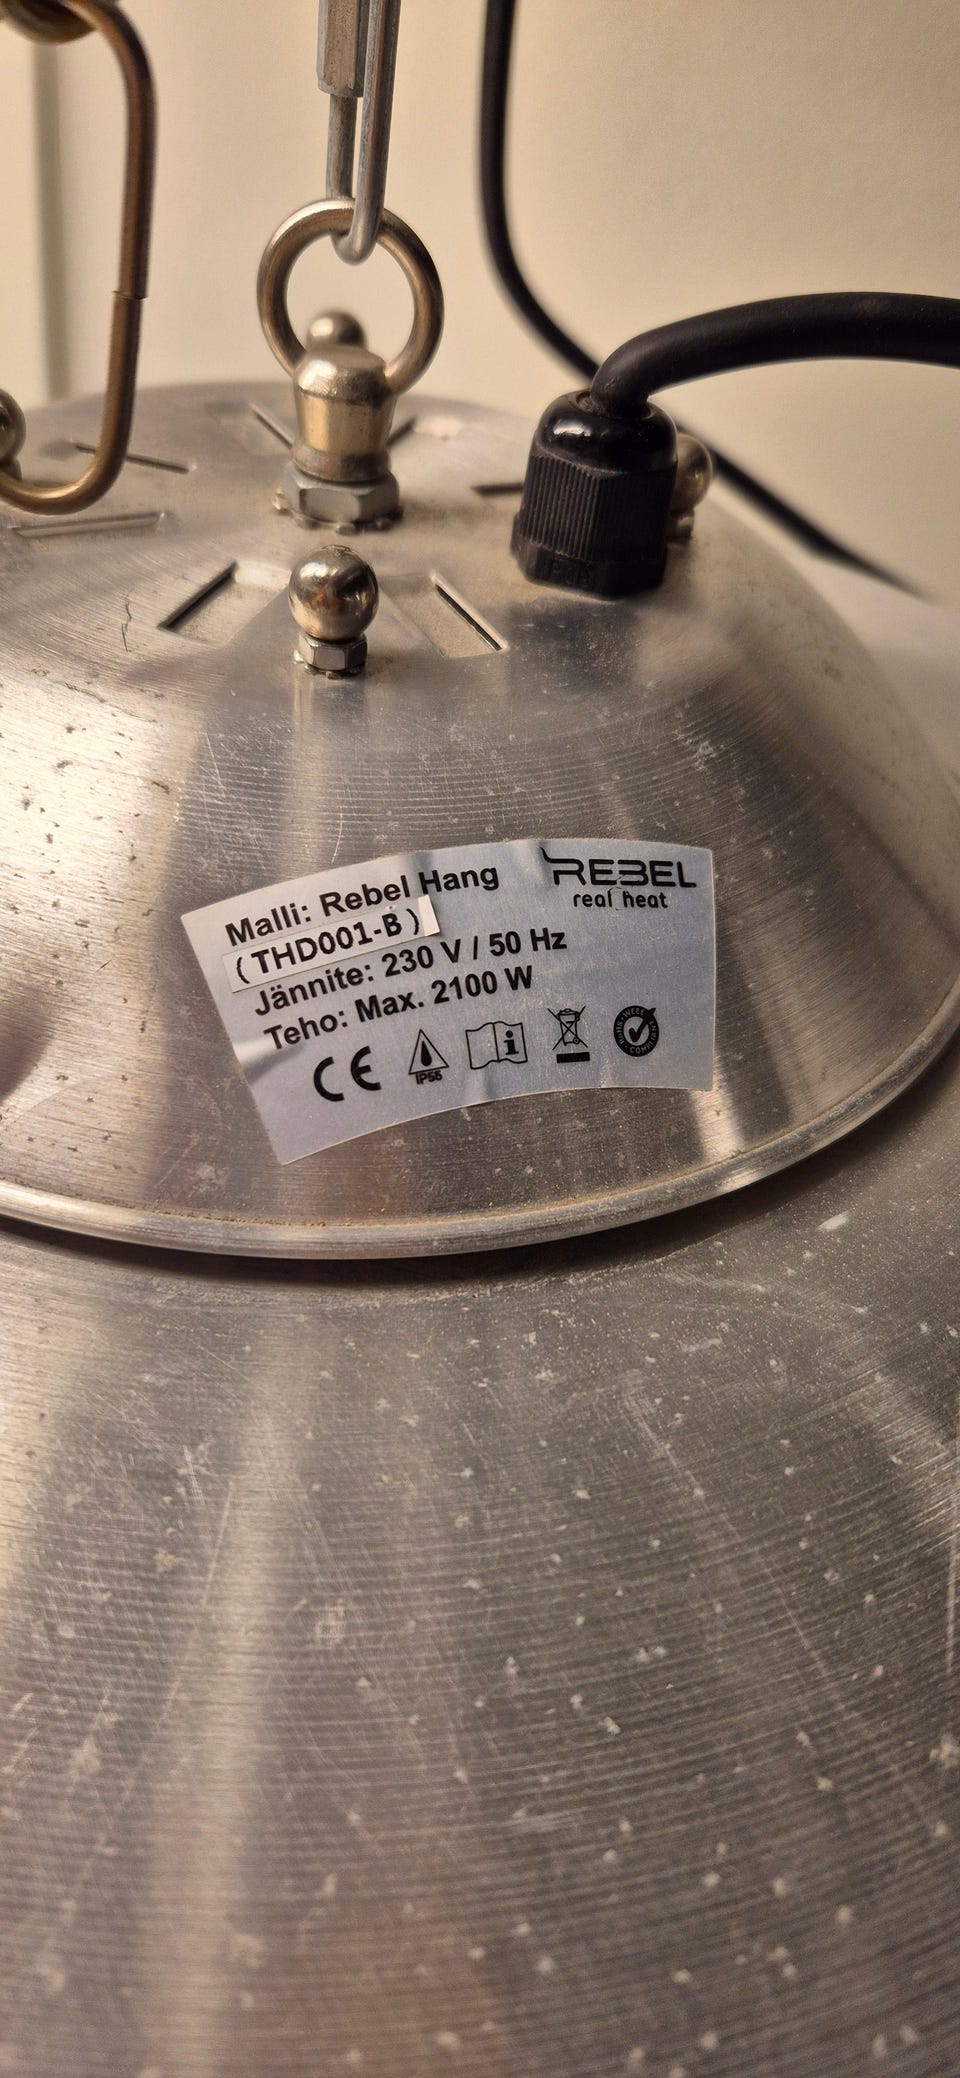 Malli: Rebel Hang
(THD001-B)
Jännite: 230 V / 50 Hz
Teho: Max. 2100 W
REBEL
real heat
CE
IP55
i